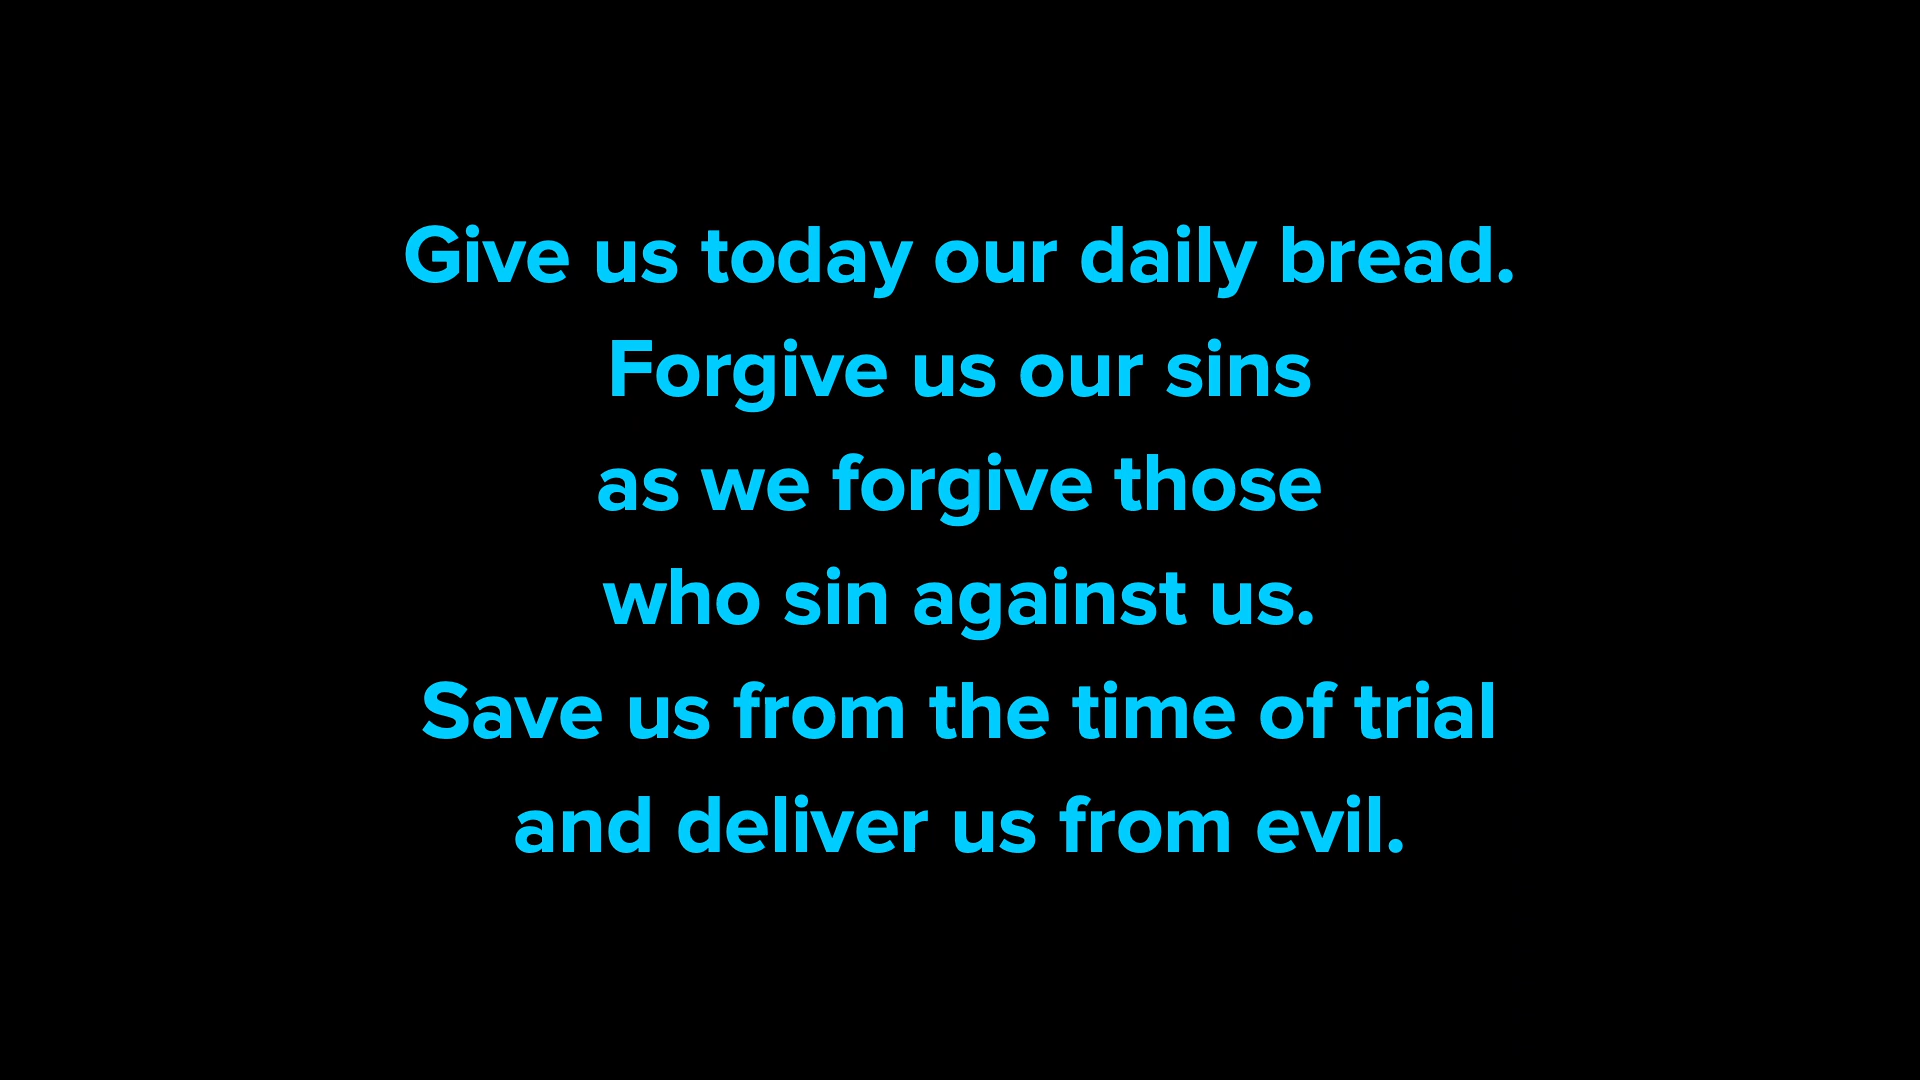 Give us today our daily bread.
Forgive us our sins
as we forgive those
who sin against us.
Save us from the time of trial
and deliver us from evil.